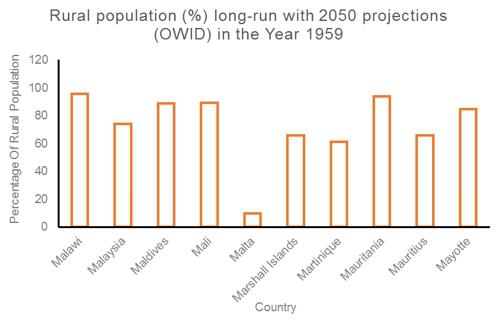 Rural population (%) long-run with 2050 projections
(OWID) in the Year 1959
Percentage Of Rural Population
120
100
80
60
40
20
0
Malawi
Malaysia
Maldives
Mali
Malta
Marshall Islands
Martinique
Mauritania
Mauritius
Mayotte
Country